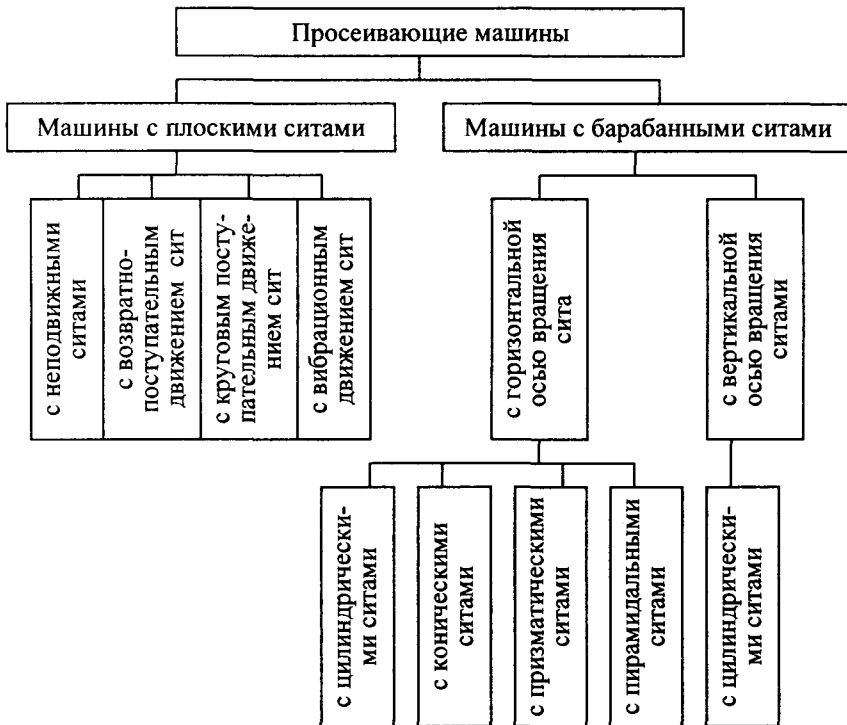 Просеивающие машины
Машины с плоскими ситами
Машины с барабанными ситами
с неподвижными
ситами
с возвратно-
поступательным
движением сит
с круговым посту-
пательным движе-
нием сит
с вибрационным
движением сит
с горизонтальной
осью вращения
сита
с вертикальной
осью вращения
ситами
с цилиндрически-
ми ситами
с коническими
ситами
с призматическими
ситами
с пирамидальными
ситами
с цилиндрически-
ми ситами